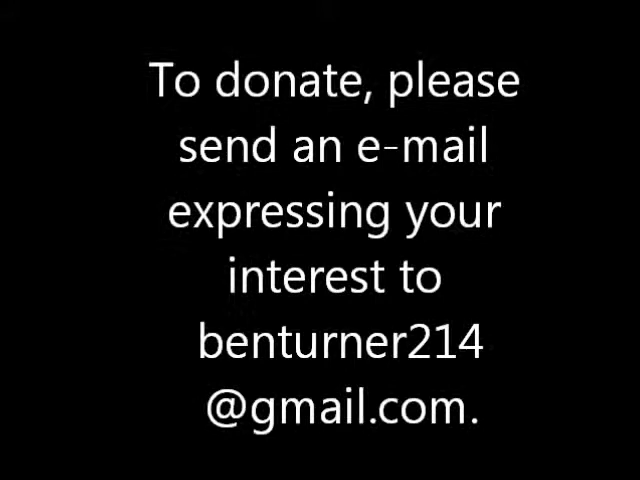 To donate, please
send an e-mail
expressing your
interest to
benturner214
@gmail.com.